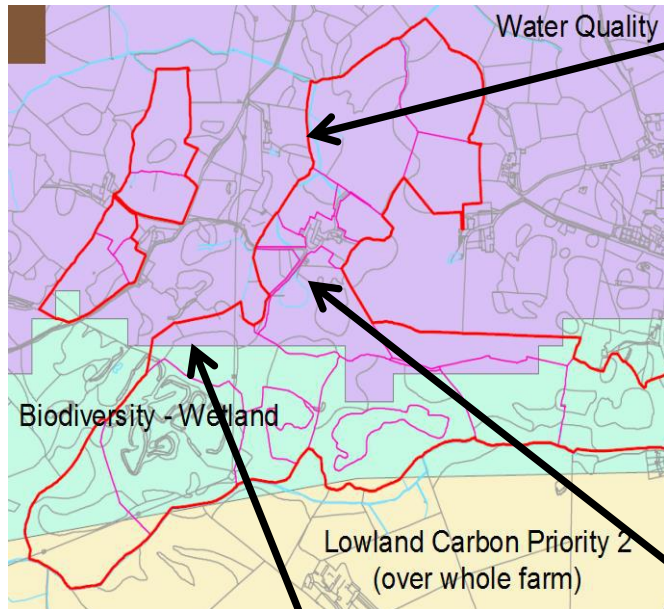 Water Quality
Biodiversity - Wetland
Lowland Carbon Priority 2
(over whole farm)